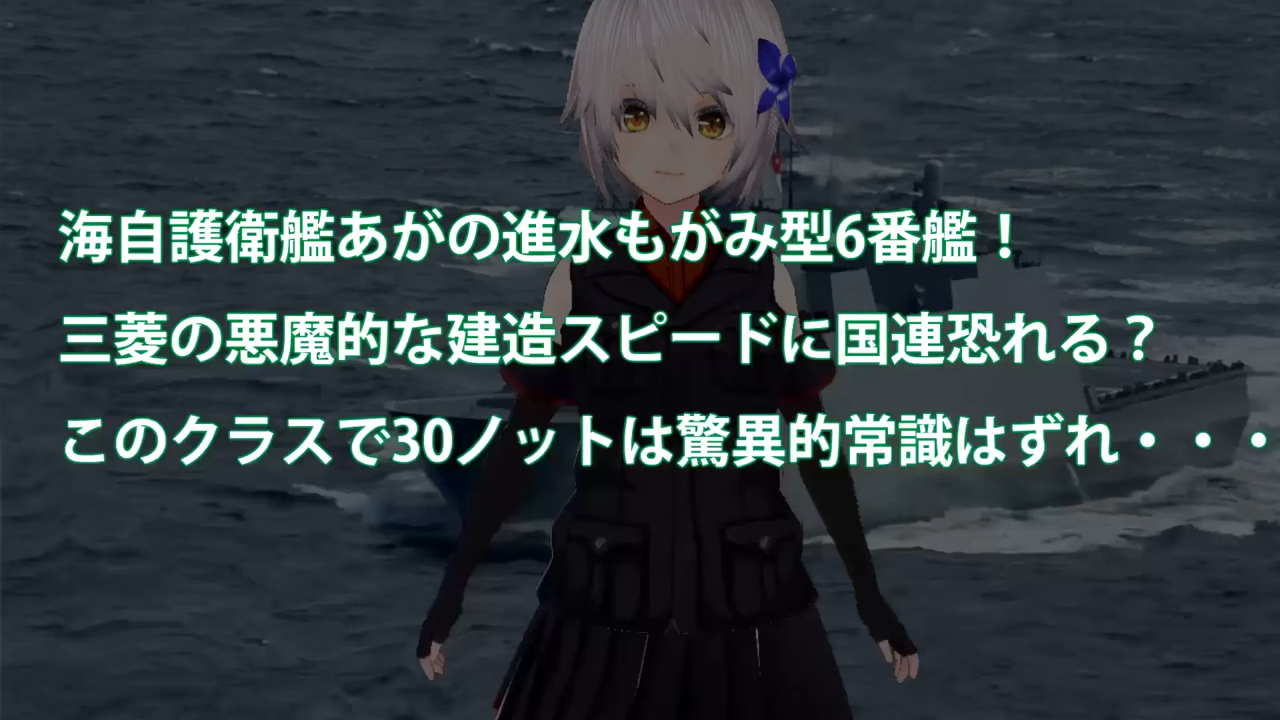 海自護衛艦あがの進水もがみ型6番艦！
三菱の悪魔的な建造スピードに国連恐れる？
このクラスで30ノットは驚異的常識はずれ・・・